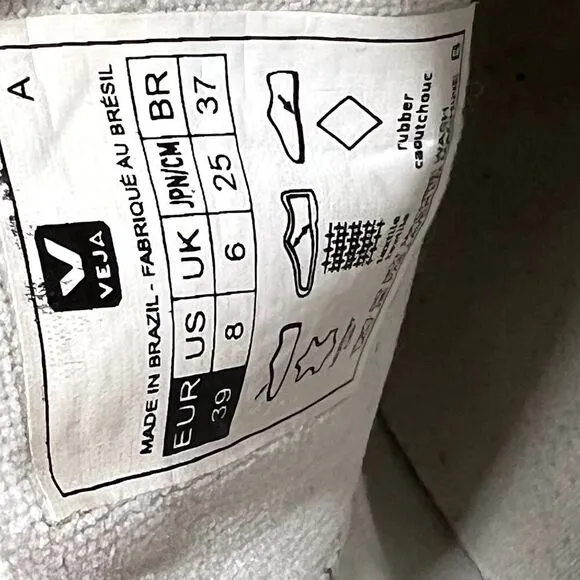 A
VEJA
MADE IN BRAZIL - FABRIQUÉ AU BRÉSIL
EUR US UK JPN/CM BR
39 8 6 25 37
rubber
caoutchouc
WASH